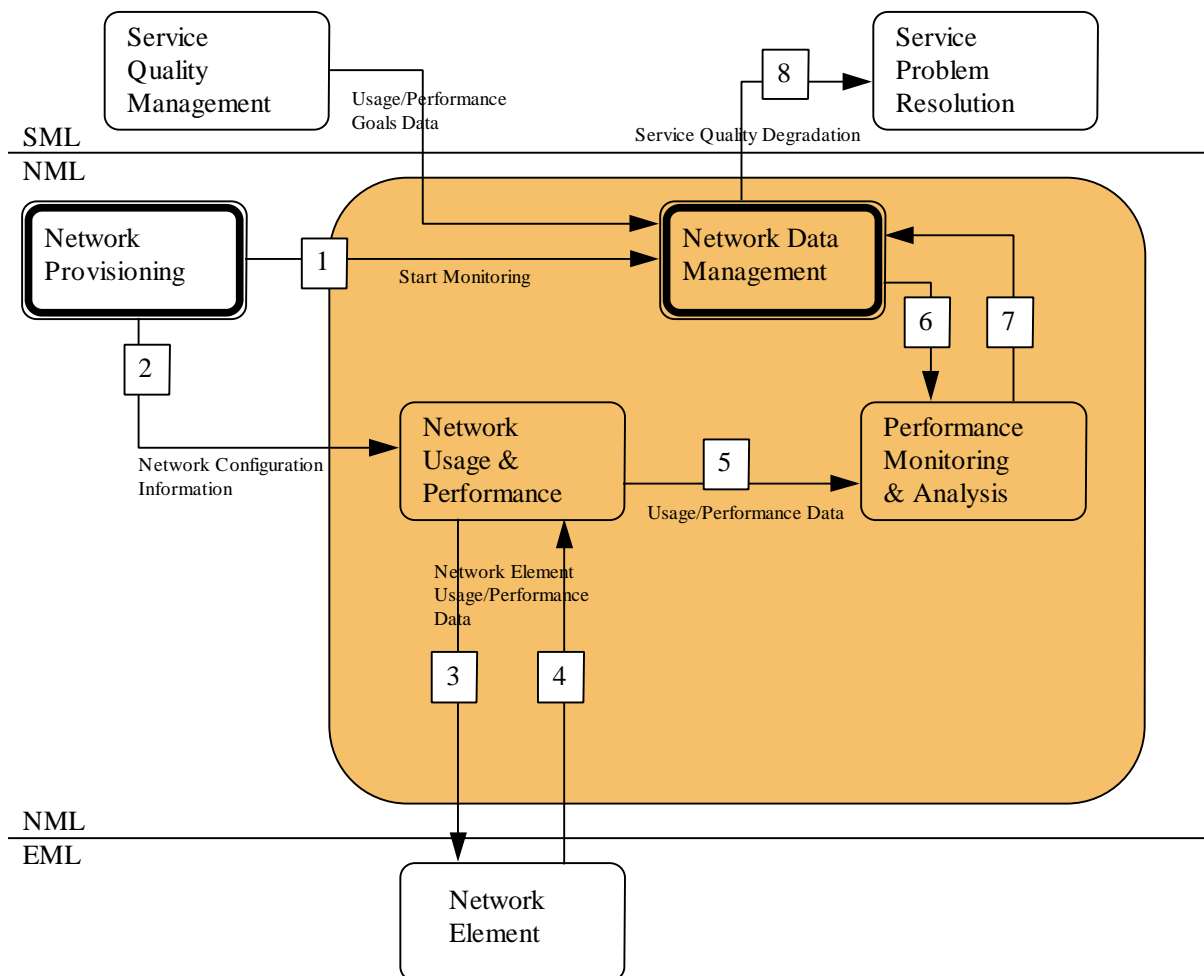 Service
Quality
Management
Usage/Performance
Goals Data
8
Service
Problem
Resolution
Service Quality Degradation
SML
NML
Network
Provisioning
1
Start Monitoring
Network Data
Management
2
6
7
Network Configuration
Information
Network
Usage &
Performance
5
Usage/Performance Data
Performance
Monitoring
& Analysis
Network Element
Usage/Performance
Data
3
4
NML
EML
Network
Element